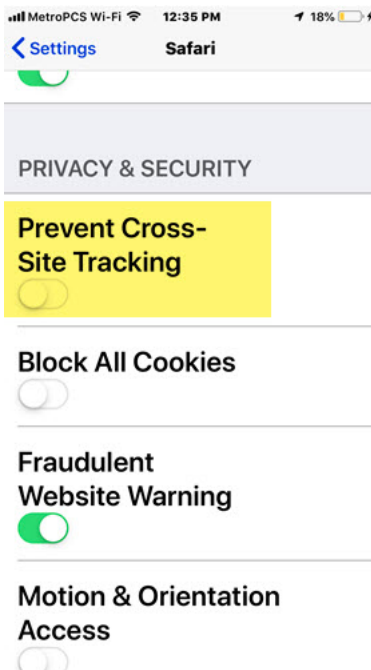 MetroPCS Wi-Fi 12:35 PM 18%
Settings Safari
PRIVACY & SECURITY
Prevent Cross-
Site Tracking
Block All Cookies
Fraudulent
Website Warning
Motion & Orientation
Access